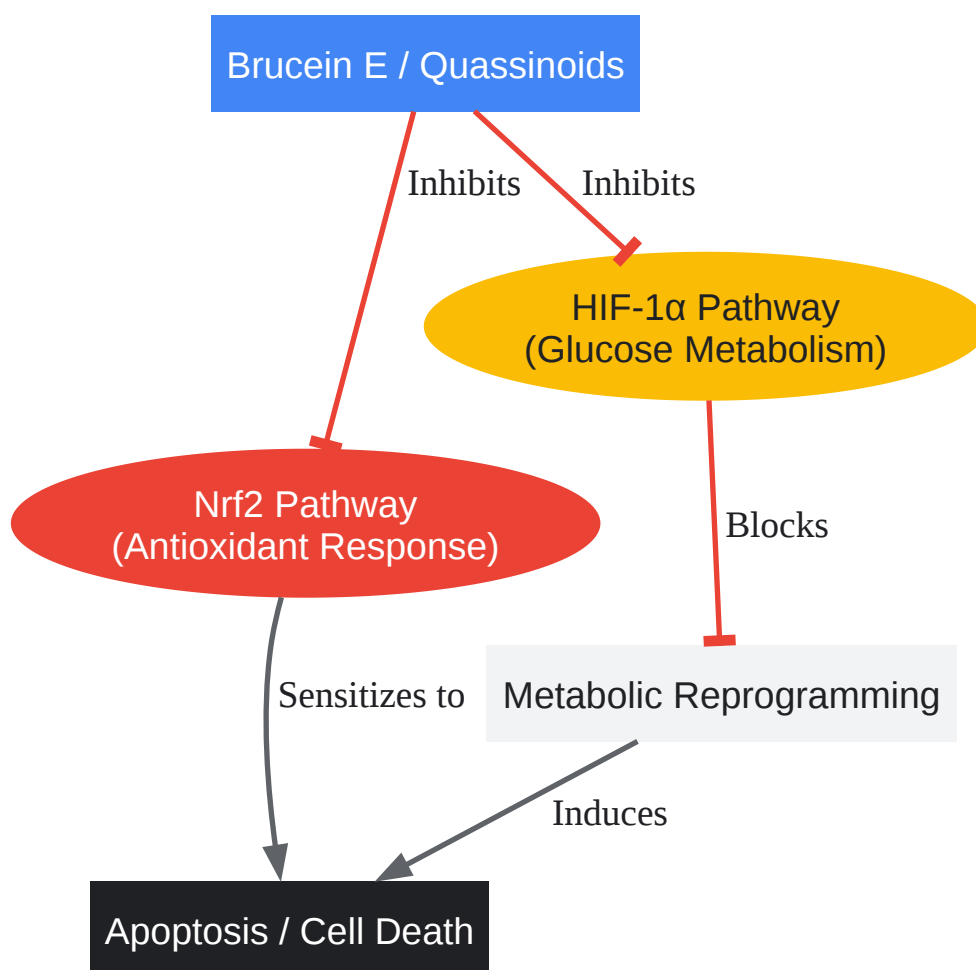 Brucein E / Quassinoids
Inhibits
Inhibits
HIF-1α Pathway
(Glucose Metabolism)
Nrf2 Pathway
(Antioxidant Response)
Blocks
Sensitizes to
Metabolic Reprogramming
Induces
Apoptosis / Cell Death